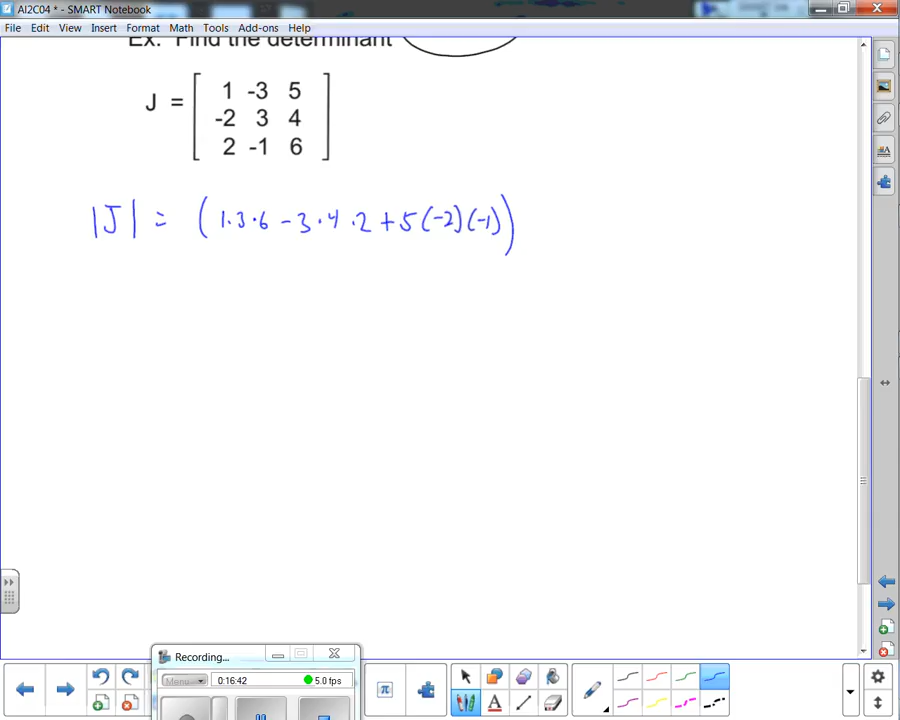 AI2C04 * - SMART Notebook
File Edit View Insert Format Math Tools Add-ons Help
Ex: Find the determinant
J = [ 1 -3 5
-2 3 4
2 -1 6 ]
|J| = (1·3·6 - 3·4·2 + 5(-2)(-1))
Recording...
Menu 0:16:42 5.0 fps
π A